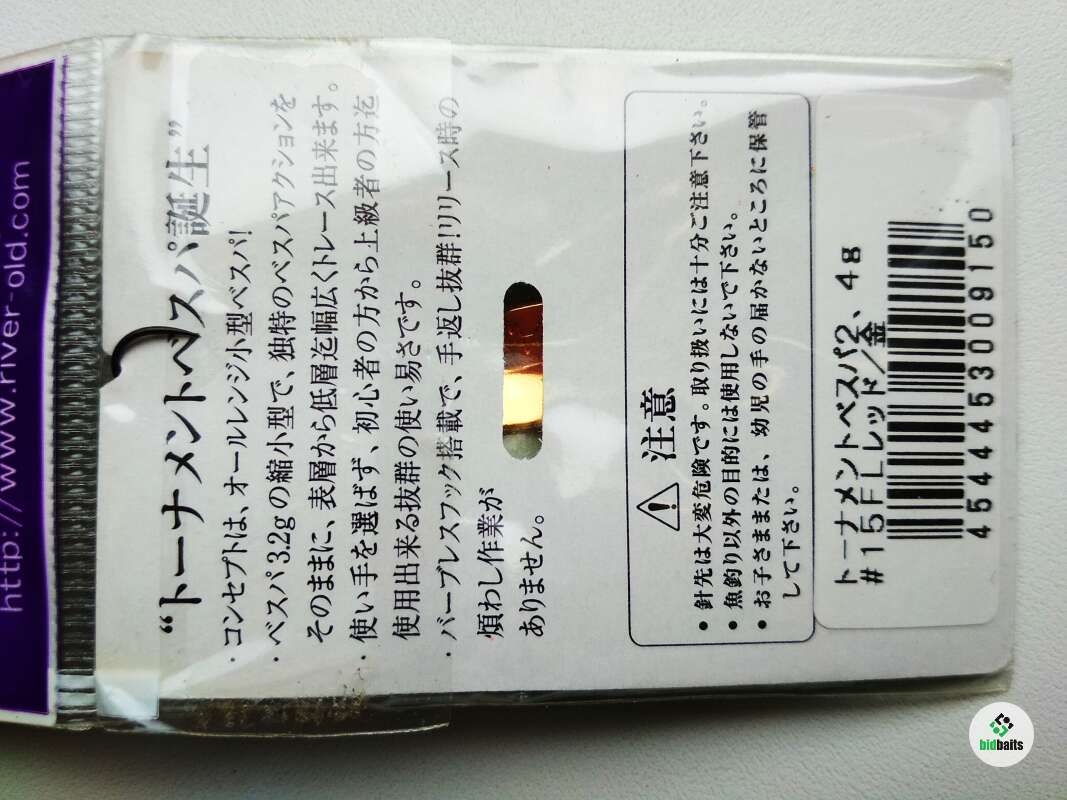 http://www.river-old.com
“トーナメントベスパ誕生”
・コンセプトは、オールレンジ小型ベスパ!
・ベスパ3.2gの縮小型で、独特のベスパアクションを
そのままに、表層から低層迄幅広くトレース出来ます。
・使い手を選ばず、初心者の方から上級者の方迄
使用出来る抜群の使い易さです。
・バーブレスフック搭載で、手返し抜群!リリース時の
煩わし作業が
ありません。
注意
● 針先は大変危険です。取り扱いには十分ご注意下さい。
● 魚釣り以外の目的には使用しないで下さい。
● お子さままたは、幼児の手の届かないところに保管
して下さい。
トーナメントベスパ2、4g
#15FLレッド/金
4544445309150
bidbaits